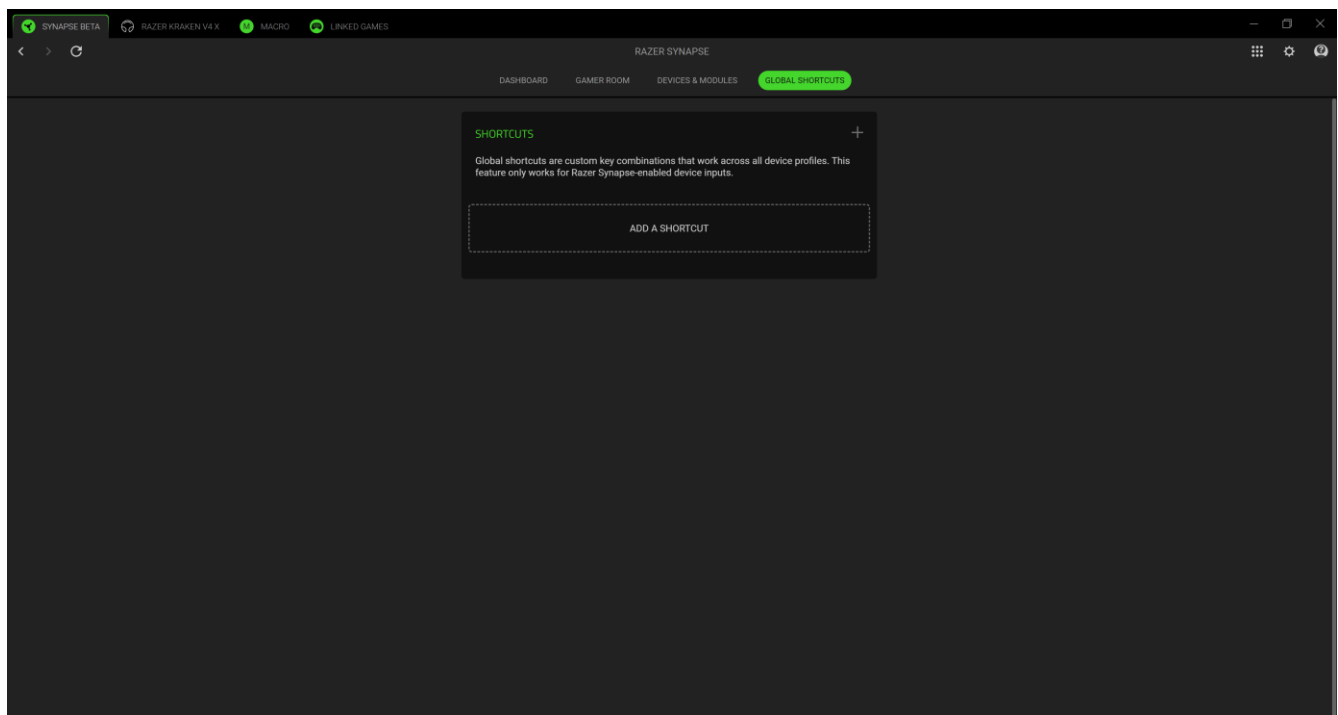 SYNAPSE BETA
RAZER KRAKEN V4 X
M MACRO
LINKED GAMES
RAZER SYNAPSE
DASHBOARD
GAMER ROOM
DEVICES & MODULES
GLOBAL SHORTCUTS
SHORTCUTS
Global shortcuts are custom key combinations that work across all device profiles. This
feature only works for Razer Synapse-enabled device inputs.
ADD A SHORTCUT